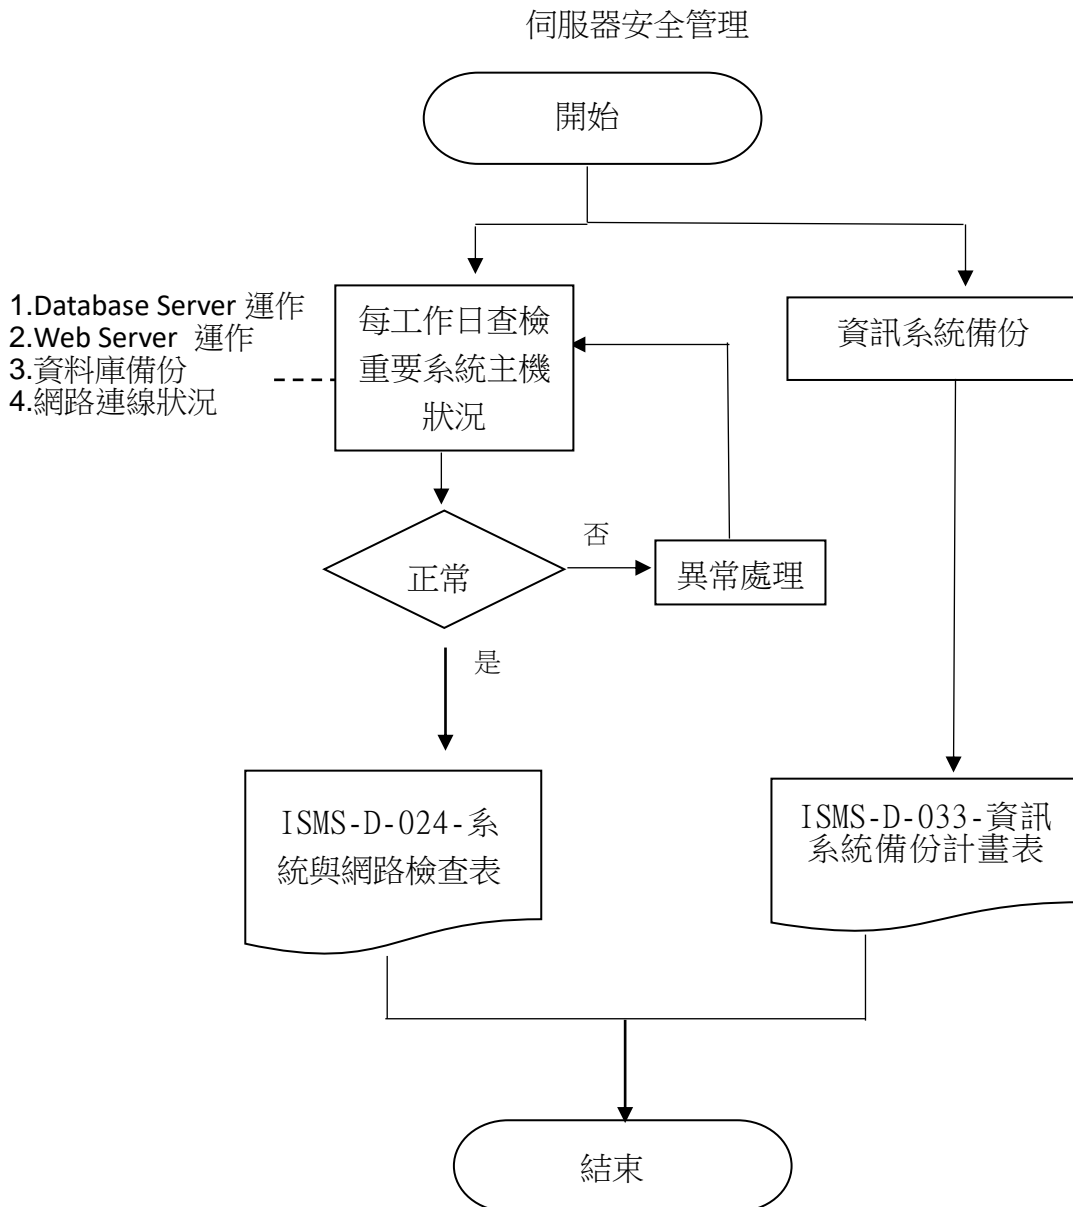 伺服器安全管理
開始
1.Database Server 運作
2.Web Server 運作
3.資料庫備份
4.網路連線狀況
每工作日查檢
重要系統主機
狀況
資訊系統備份
正常
否
異常處理
是
ISMS-D-024-系
統與網路檢查表
ISMS-D-033-資訊
系統備份計畫表
結束